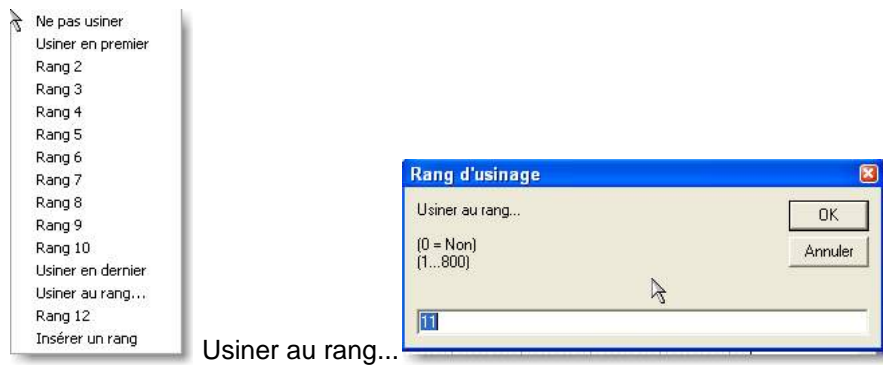 Ne pas usiner
Usiner en premier
Rang 2
Rang 3
Rang 4
Rang 5
Rang 6
Rang 7
Rang 8
Rang 9
Rang 10
Usiner en dernier
Usiner au rang...
Rang 12
Insérer un rang
Usiner au rang...
Rang d'usinage
Usiner au rang...
OK
(0 = Non)
(1...800)
Annuler
11